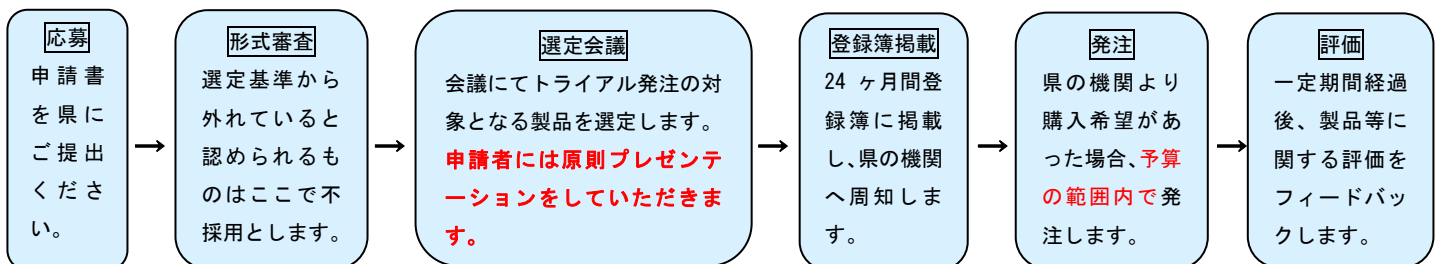 応募
申請書
を県に
ご提出
くださ
い。
形式審査
選定基準から
外れていると
認められるも
のはここで不
採用とします。
選定会議
会議にてトライアル発注の対
象となる製品を選定します。
申請者には原則プレゼンテ
ーションをしていただきま
す。
登録簿掲載
24 ヶ月間登
録簿に掲載
し、県の機関
へ周知しま
す。
発注
県の機関より
購入希望があ
った場合、予算
の範囲内で発
注します。
評価
一定期間経過
後、製品等に
関する評価を
フィードバッ
クします。